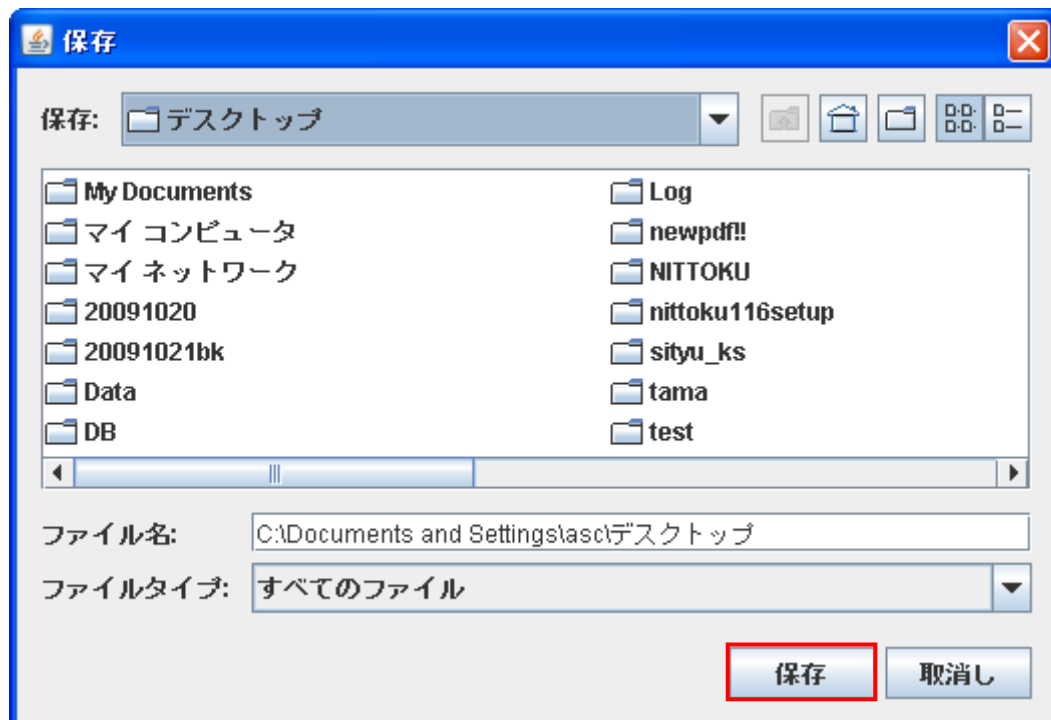 保存
保存: デスクトップ
My Documents
マイ コンピュータ
マイ ネットワーク
20091020
20091021bk
Data
DB
Log
newpdf!!
NITTOKU
nittoku116setup
sityu_ks
tama
test
ファイル名: C:\Documents and Settings\asc\デスクトップ
ファイルタイプ: すべてのファイル
保存 取消し